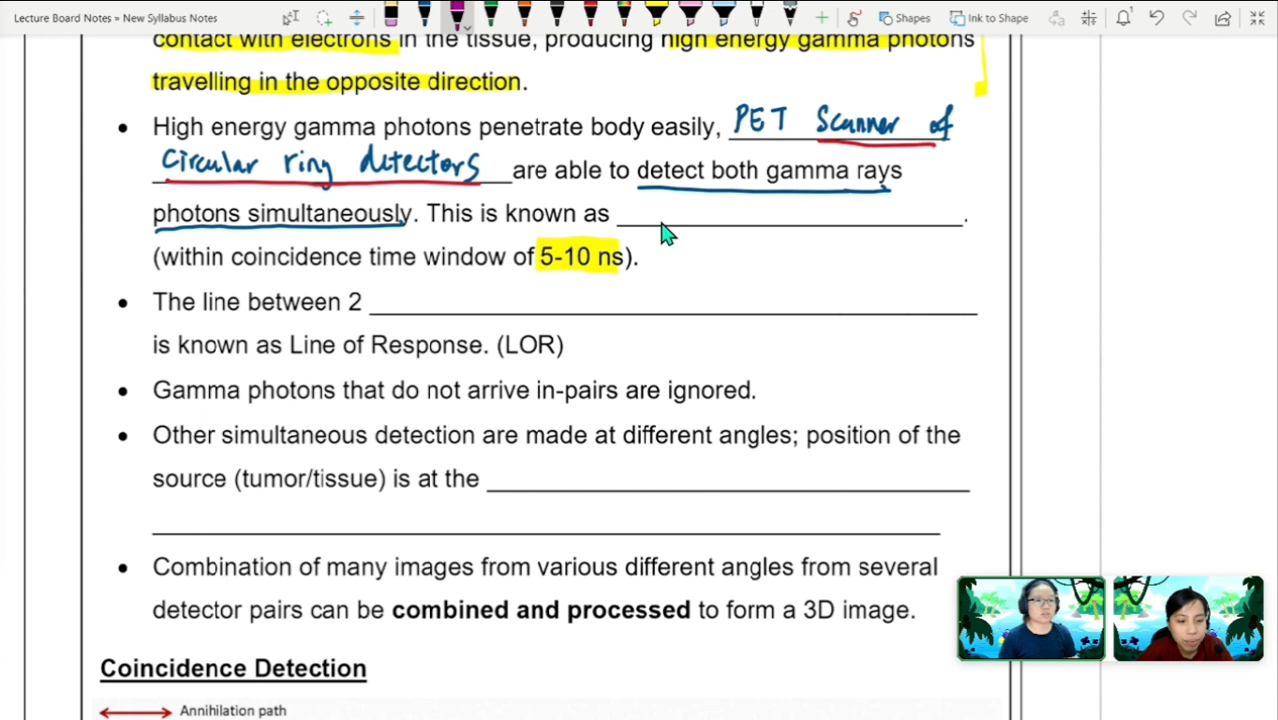 Lecture Board Notes » New Syllabus Notes
Shapes
Ink to Shape
contact with electrons in the tissue, producing high energy gamma photons
travelling in the opposite direction.
• High energy gamma photons penetrate body easily, PET Scanner of
circular ring detectors are able to detect both gamma rays
photons simultaneously. This is known as ____________________.
(within coincidence time window of 5-10 ns).
• The line between 2 ____________________
is known as Line of Response. (LOR)
• Gamma photons that do not arrive in-pairs are ignored.
• Other simultaneous detection are made at different angles; position of the
source (tumor/tissue) is at the ____________________
____________________
• Combination of many images from various different angles from several
detector pairs can be combined and processed to form a 3D image.
Coincidence Detection
Annihilation path